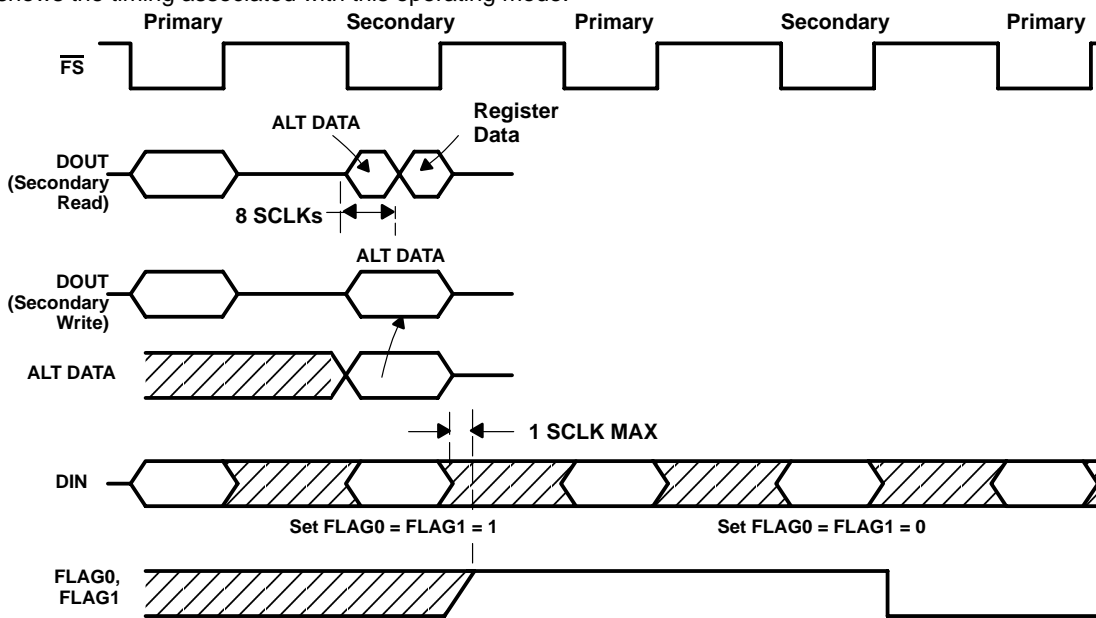 shows the timing associated with this operating mode.
Primary Secondary Primary Secondary Primary
FS
ALT DATA
Register
Data
DOUT
(Secondary
Read)
8 SCLKs
ALT DATA
DOUT
(Secondary
Write)
ALT DATA
1 SCLK MAX
DIN
Set FLAG0 = FLAG1 = 1 Set FLAG0 = FLAG1 = 0
FLAG0,
FLAG1